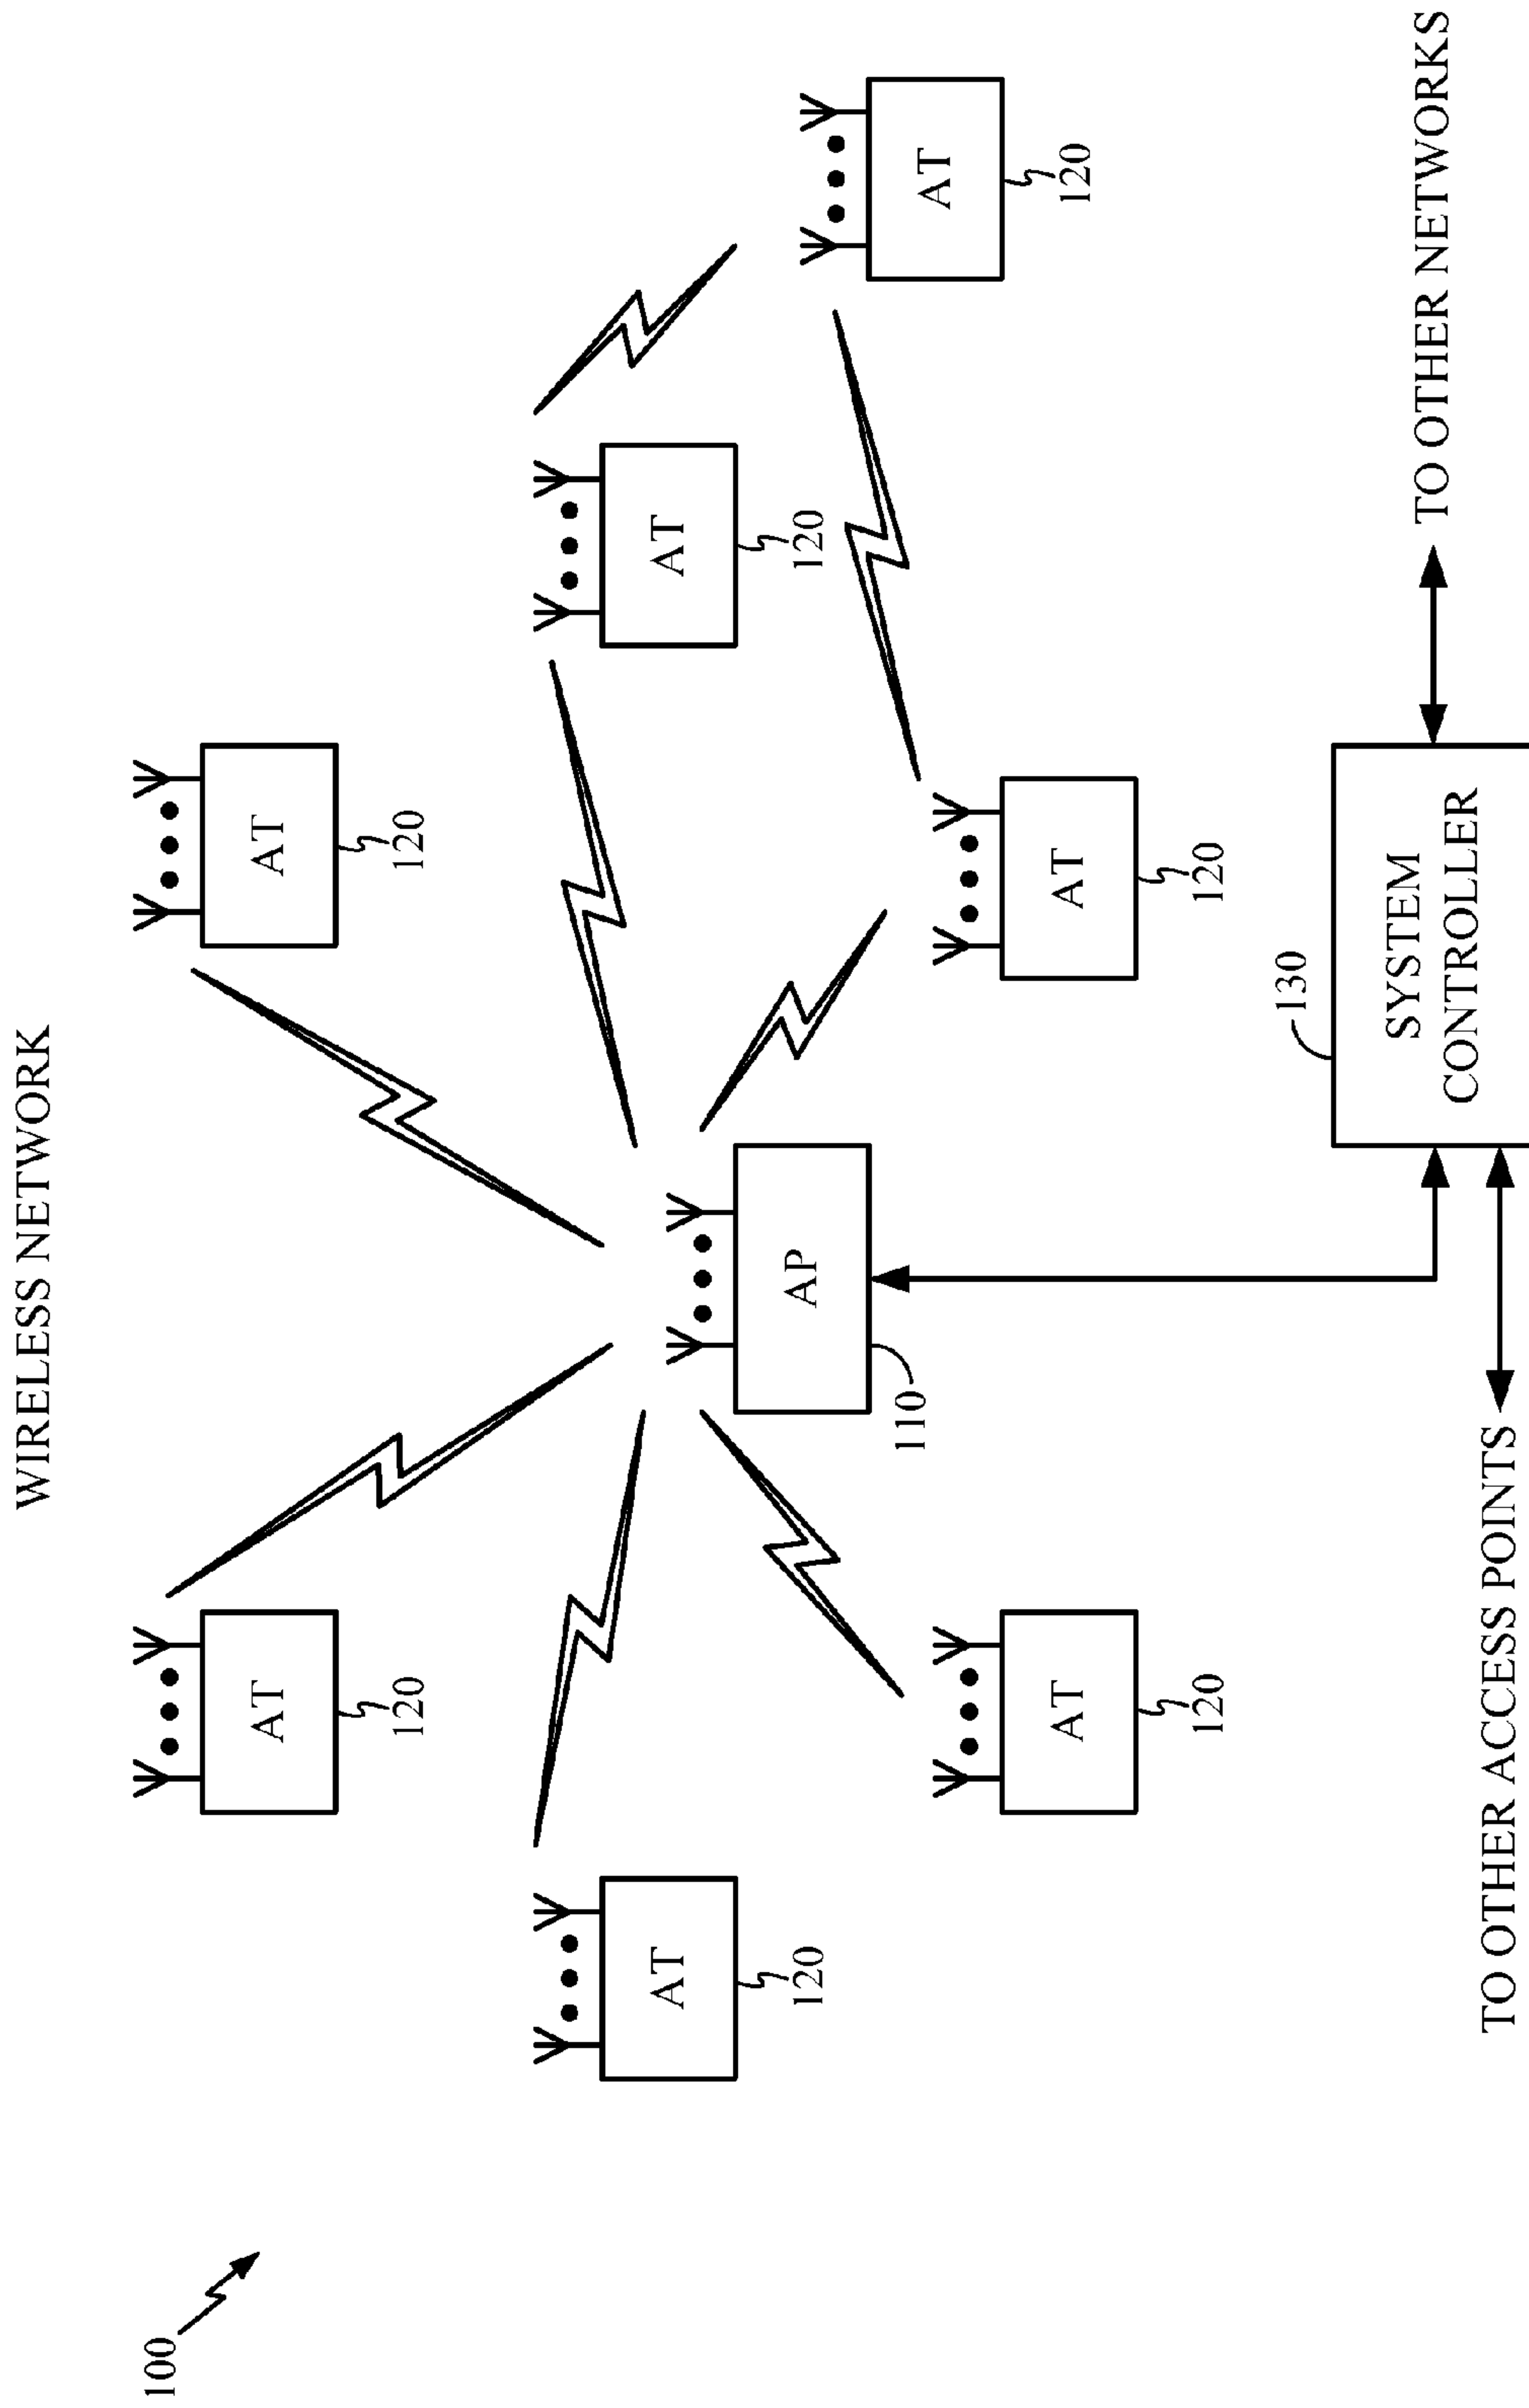 WIRELESS NETWORK
100
AT
120
AT
120
AT
120
AT
120
AP
110
AT
120
AT
120
AT
120
130
SYSTEM
CONTROLLER
TO OTHER ACCESS POINTS
TO OTHER NETWORKS